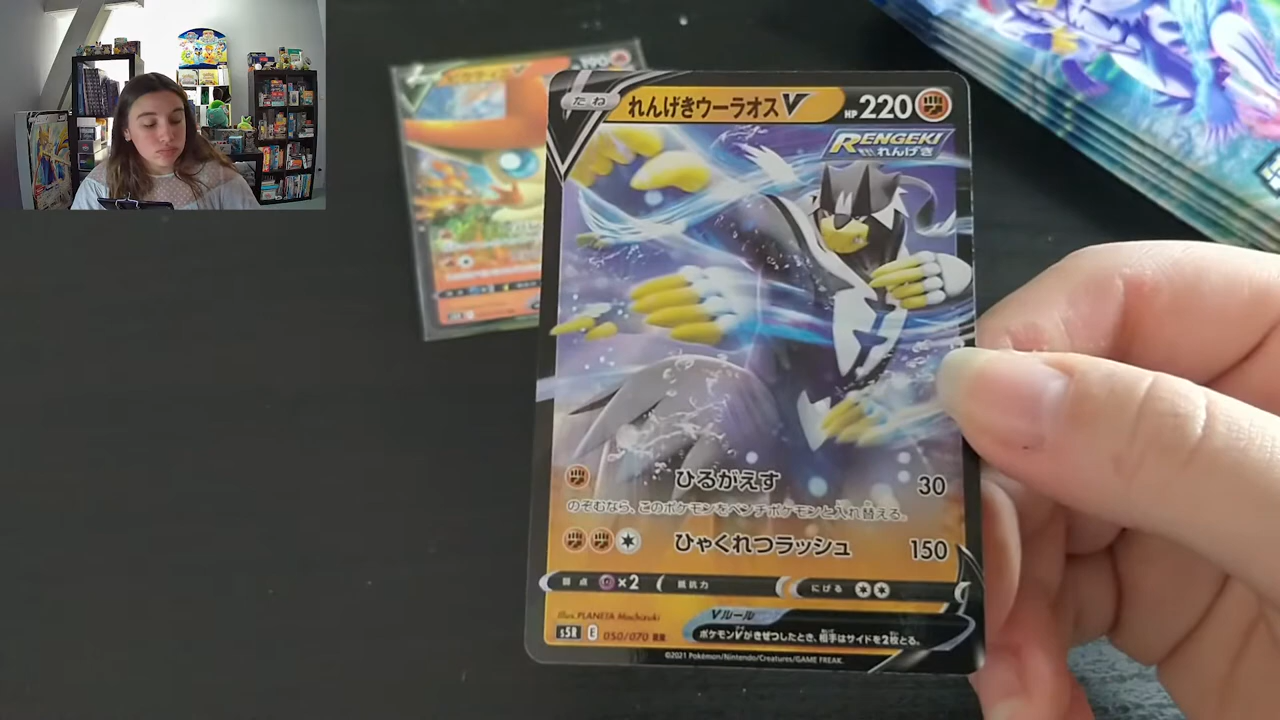 190
たね れんげきウーラオスV HP 220
RENGEKI
れんげき
ひるがえす 30
のぞむなら、このポケモンをベンチポケモンと入れ替える。
ひゃくれつラッシュ 150
弱点 ×2 抵抗力 にげる
Illus. PLANETA Mochizuki
Vルール
s5R E 050/070 RR
ポケモンVがきぜつしたとき、相手はサイドを2枚とる。
©2021 Pokémon/Nintendo/Creatures/GAME FREAK.